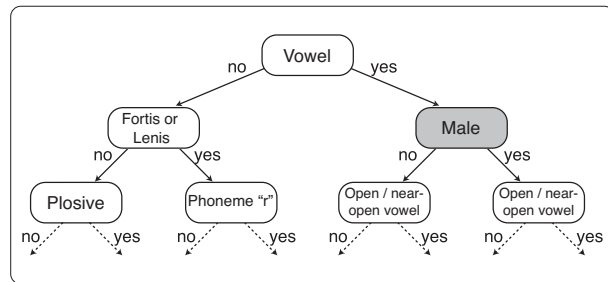 Vowel
no
yes
Fortis or
Lenis
Male
no
yes
no
yes
Plosive
Phoneme “r”
Open / near-
open vowel
Open / near-
open vowel
no
yes
no
yes
no
yes
no
yes